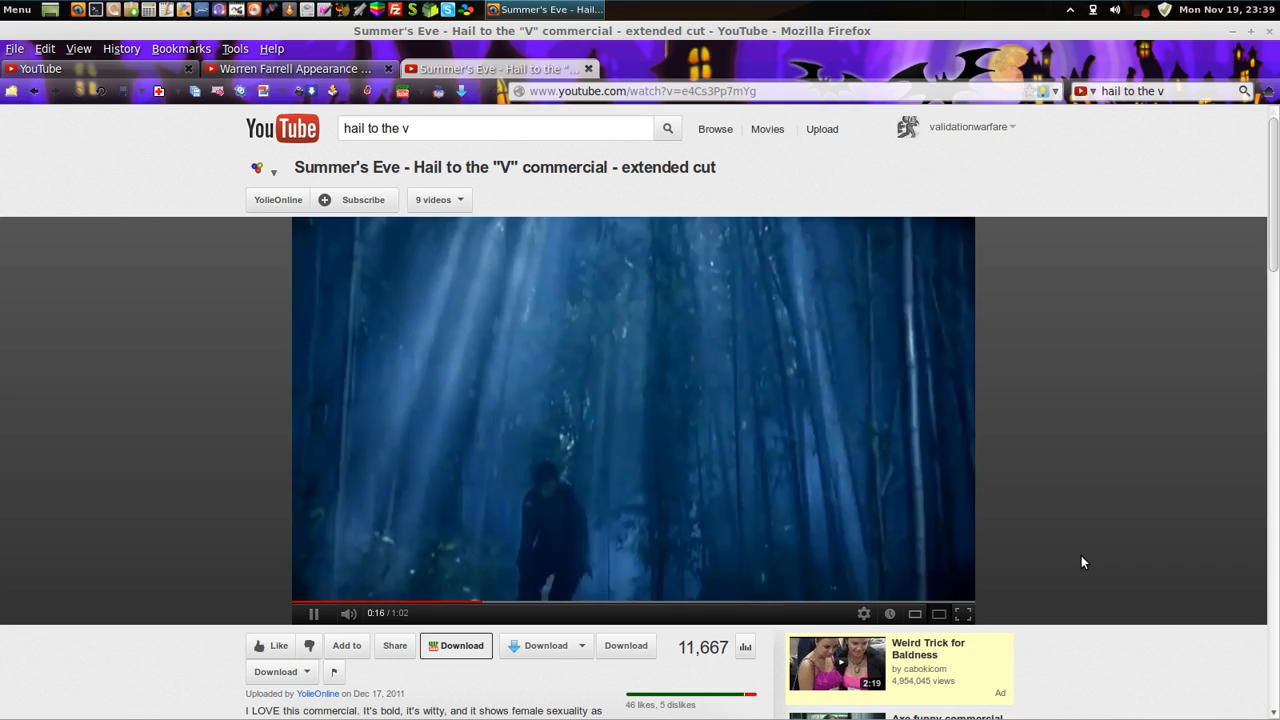 Menu
Summer's Eve - Hail...
Mon Nov 19, 23:39
Summer's Eve - Hail to the "V" commercial - extended cut - YouTube - Mozilla Firefox
File Edit View History Bookmarks Tools Help
YouTube
Warren Farrell Appearance ...
Summer's Eve - Hail to the "...
www.youtube.com/watch?v=e4Cs3Pp7mYg
hail to the v
YouTube
hail to the v
Browse Movies Upload
validationwarfare
Summer's Eve - Hail to the "V" commercial - extended cut
YolieOnline Subscribe 9 videos
0:16 / 1:02
Like Add to Share Download Download Download 11,667
Download
Uploaded by YolieOnline on Dec 17, 2011
46 likes, 5 dislikes
I LOVE this commercial. It's bold, it's witty, and it shows female sexuality as
Weird Trick for
Baldness
by cabokicom
4,954,045 views
2:19
Ad
Axe funny commercial